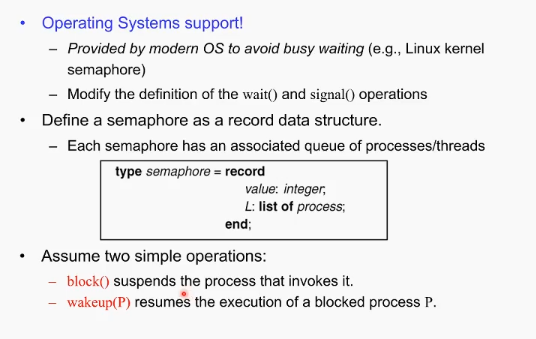 • Operating Systems support!
– Provided by modern OS to avoid busy waiting (e.g., Linux kernel
semaphore)
– Modify the definition of the wait() and signal() operations
• Define a semaphore as a record data structure.
– Each semaphore has an associated queue of processes/threads
type semaphore = record
value: integer;
L: list of process;
end;
• Assume two simple operations:
– block() suspends the process that invokes it.
– wakeup(P) resumes the execution of a blocked process P.